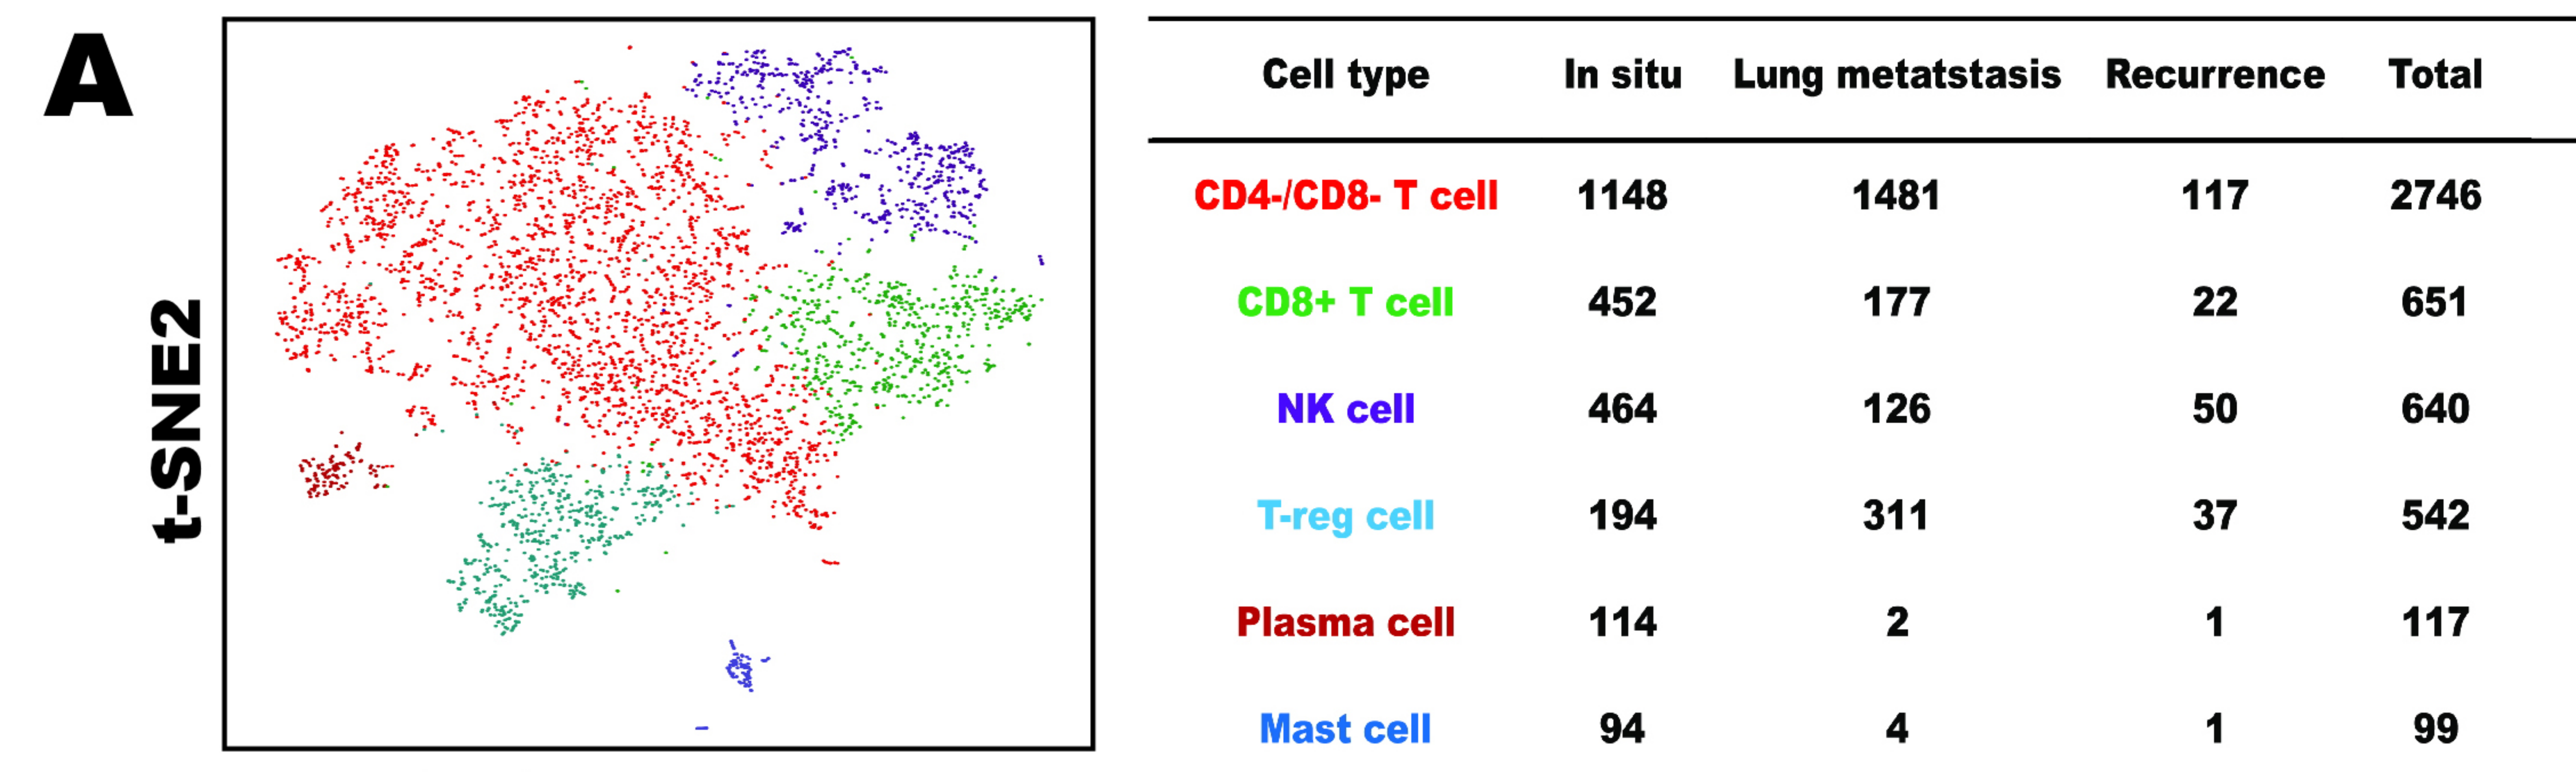 A
t-SNE2
Cell type In situ Lung metatstasis Recurrence Total
CD4-/CD8- T cell 1148 1481 117 2746
CD8+ T cell 452 177 22 651
NK cell 464 126 50 640
T-reg cell 194 311 37 542
Plasma cell 114 2 1 117
Mast cell 94 4 1 99